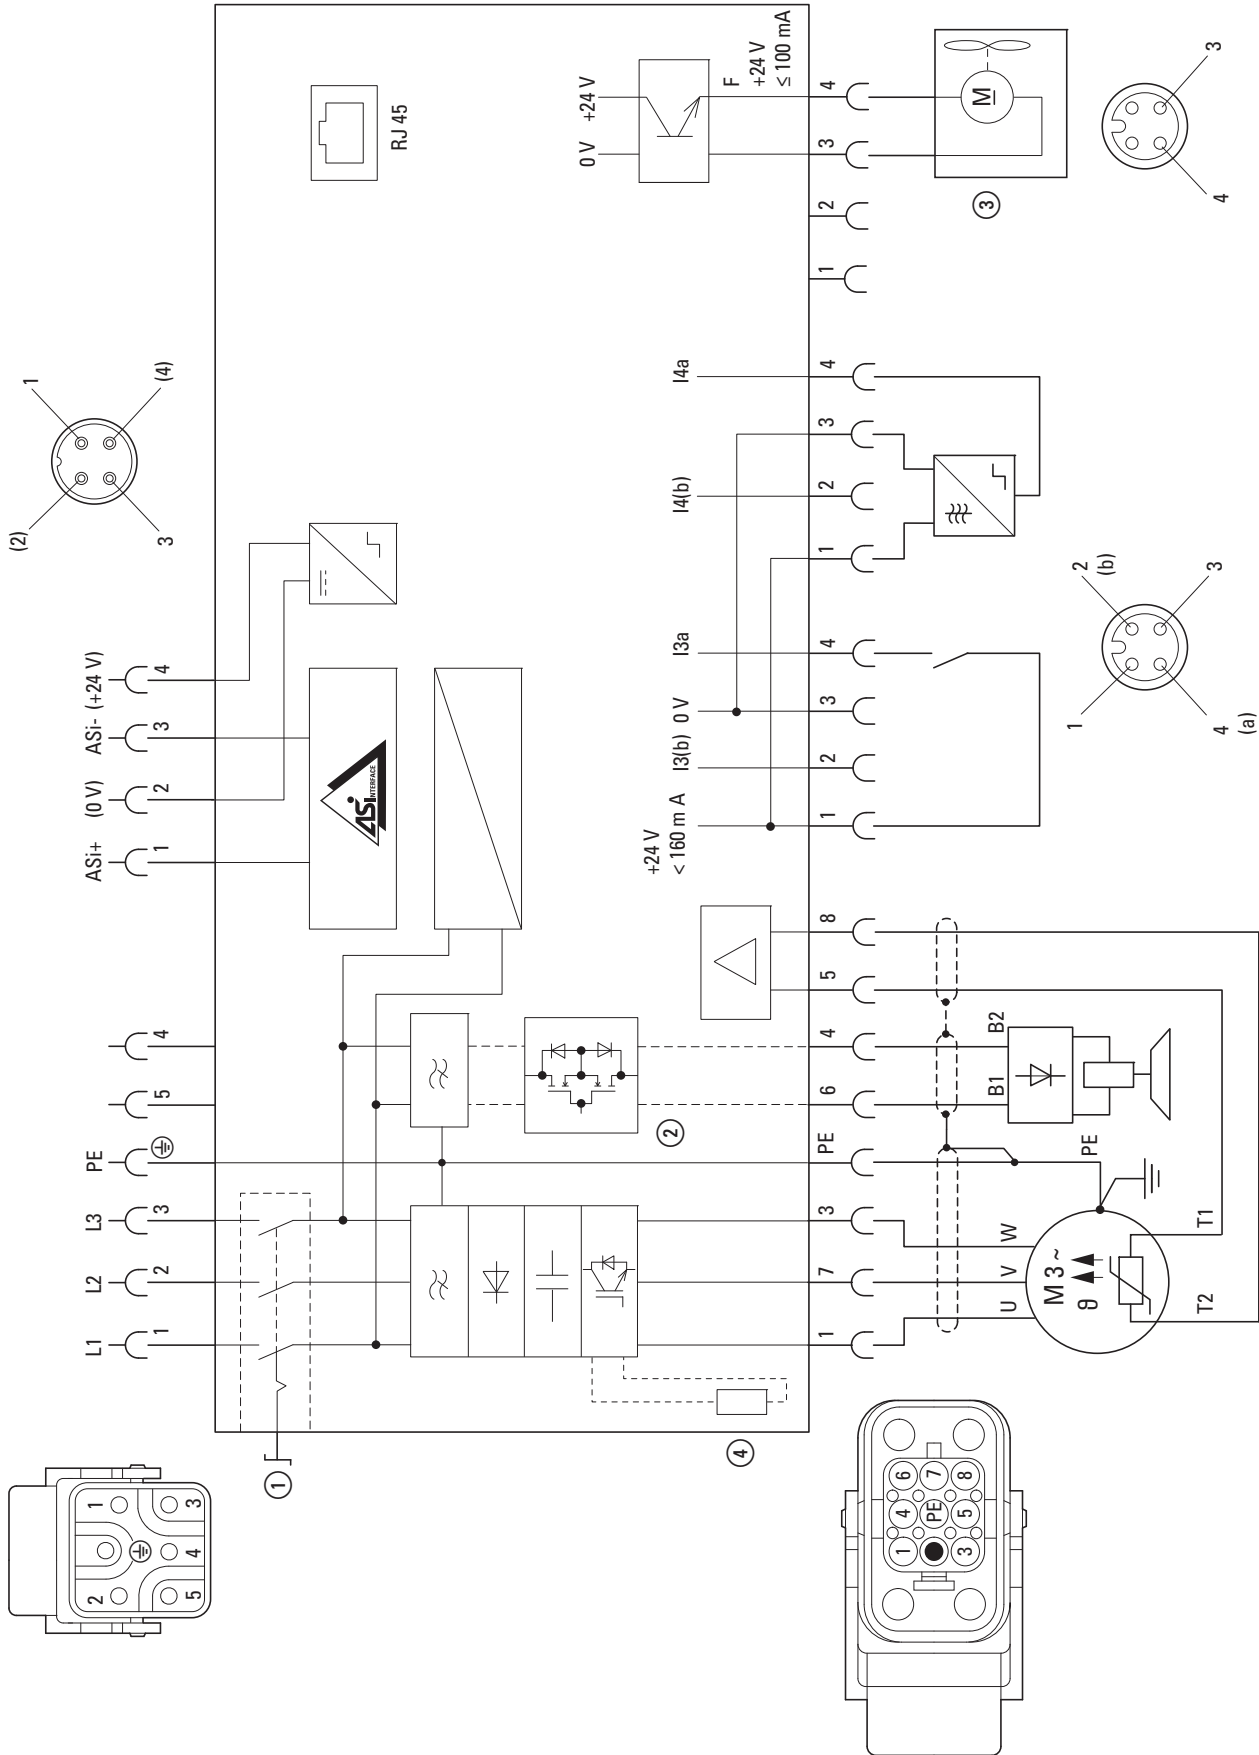 2 1
5 4 3
L1 L2 L3 PE
1 2 3 5 4
ASi+ (0 V) ASi- (+24 V)
1 2 3 4
(2) 1
3 (4)
1
ASi
INTERFACE
RJ 45
0 V +24 V
2
4
+24 V
< 160 m A
I3(b) 0 V I3a I4(b) I4a
F
+24 V
≤ 100 mA
1 7 3 PE 6 4 5 8
1 2 3 4
1 2 3 4
1 2 3 4
1 4 6
PE 7
3 5 8
U V W
B1 B2
PE
M 3 ~
ϑ
T2 T1
M
3
1 2
(b)
4
(a)
3
4 3